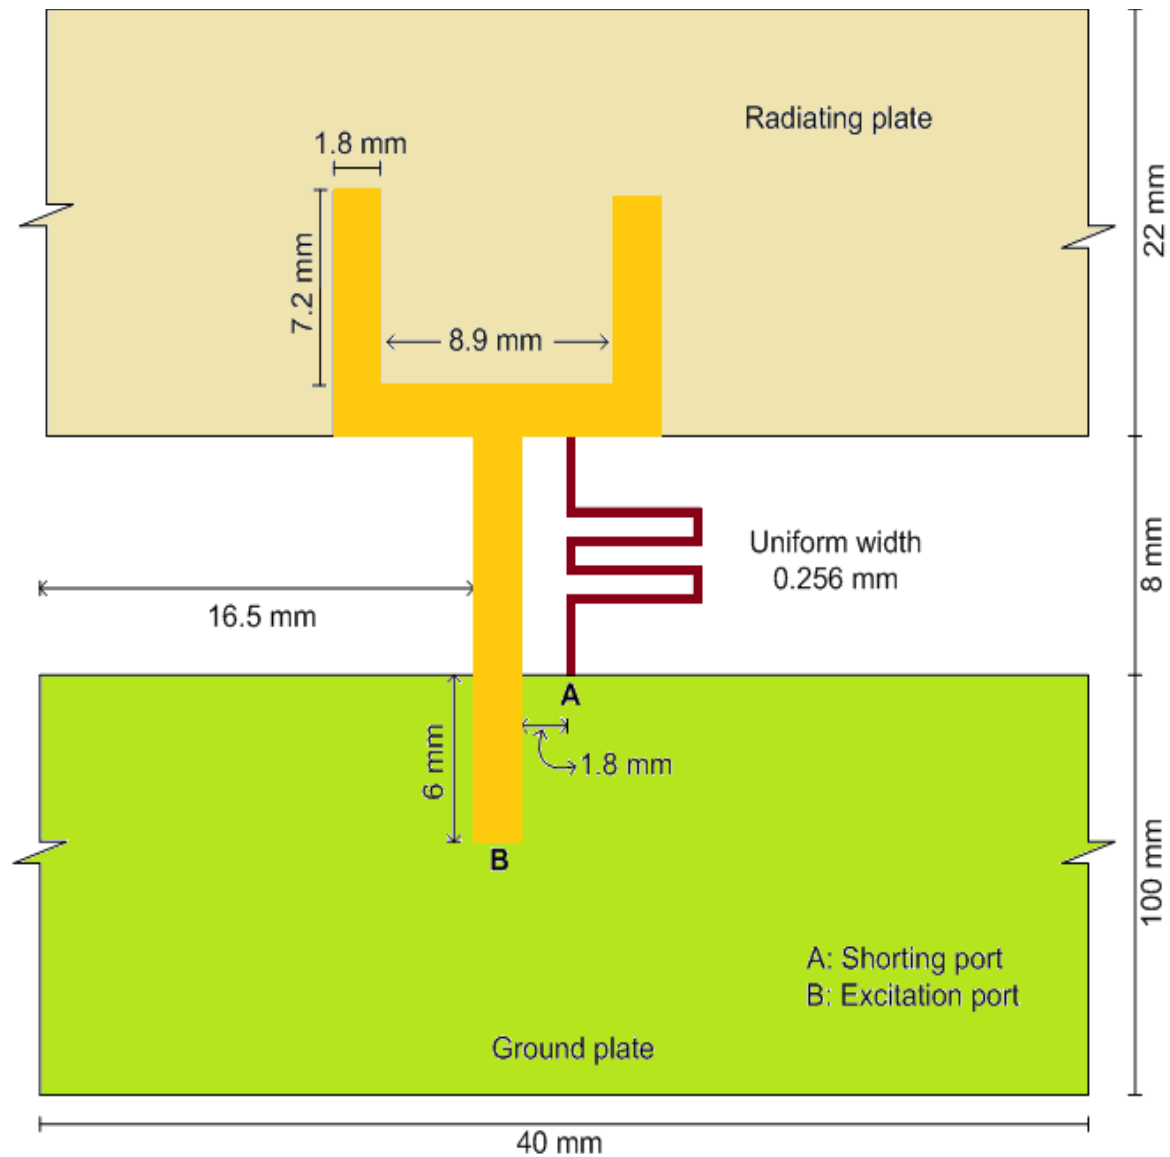 Radiating plate
1.8 mm
22 mm
7.2 mm
8.9 mm
Uniform width
0.256 mm
8 mm
16.5 mm
A
6 mm
1.8 mm
B
100 mm
A: Shorting port
B: Excitation port
Ground plate
40 mm